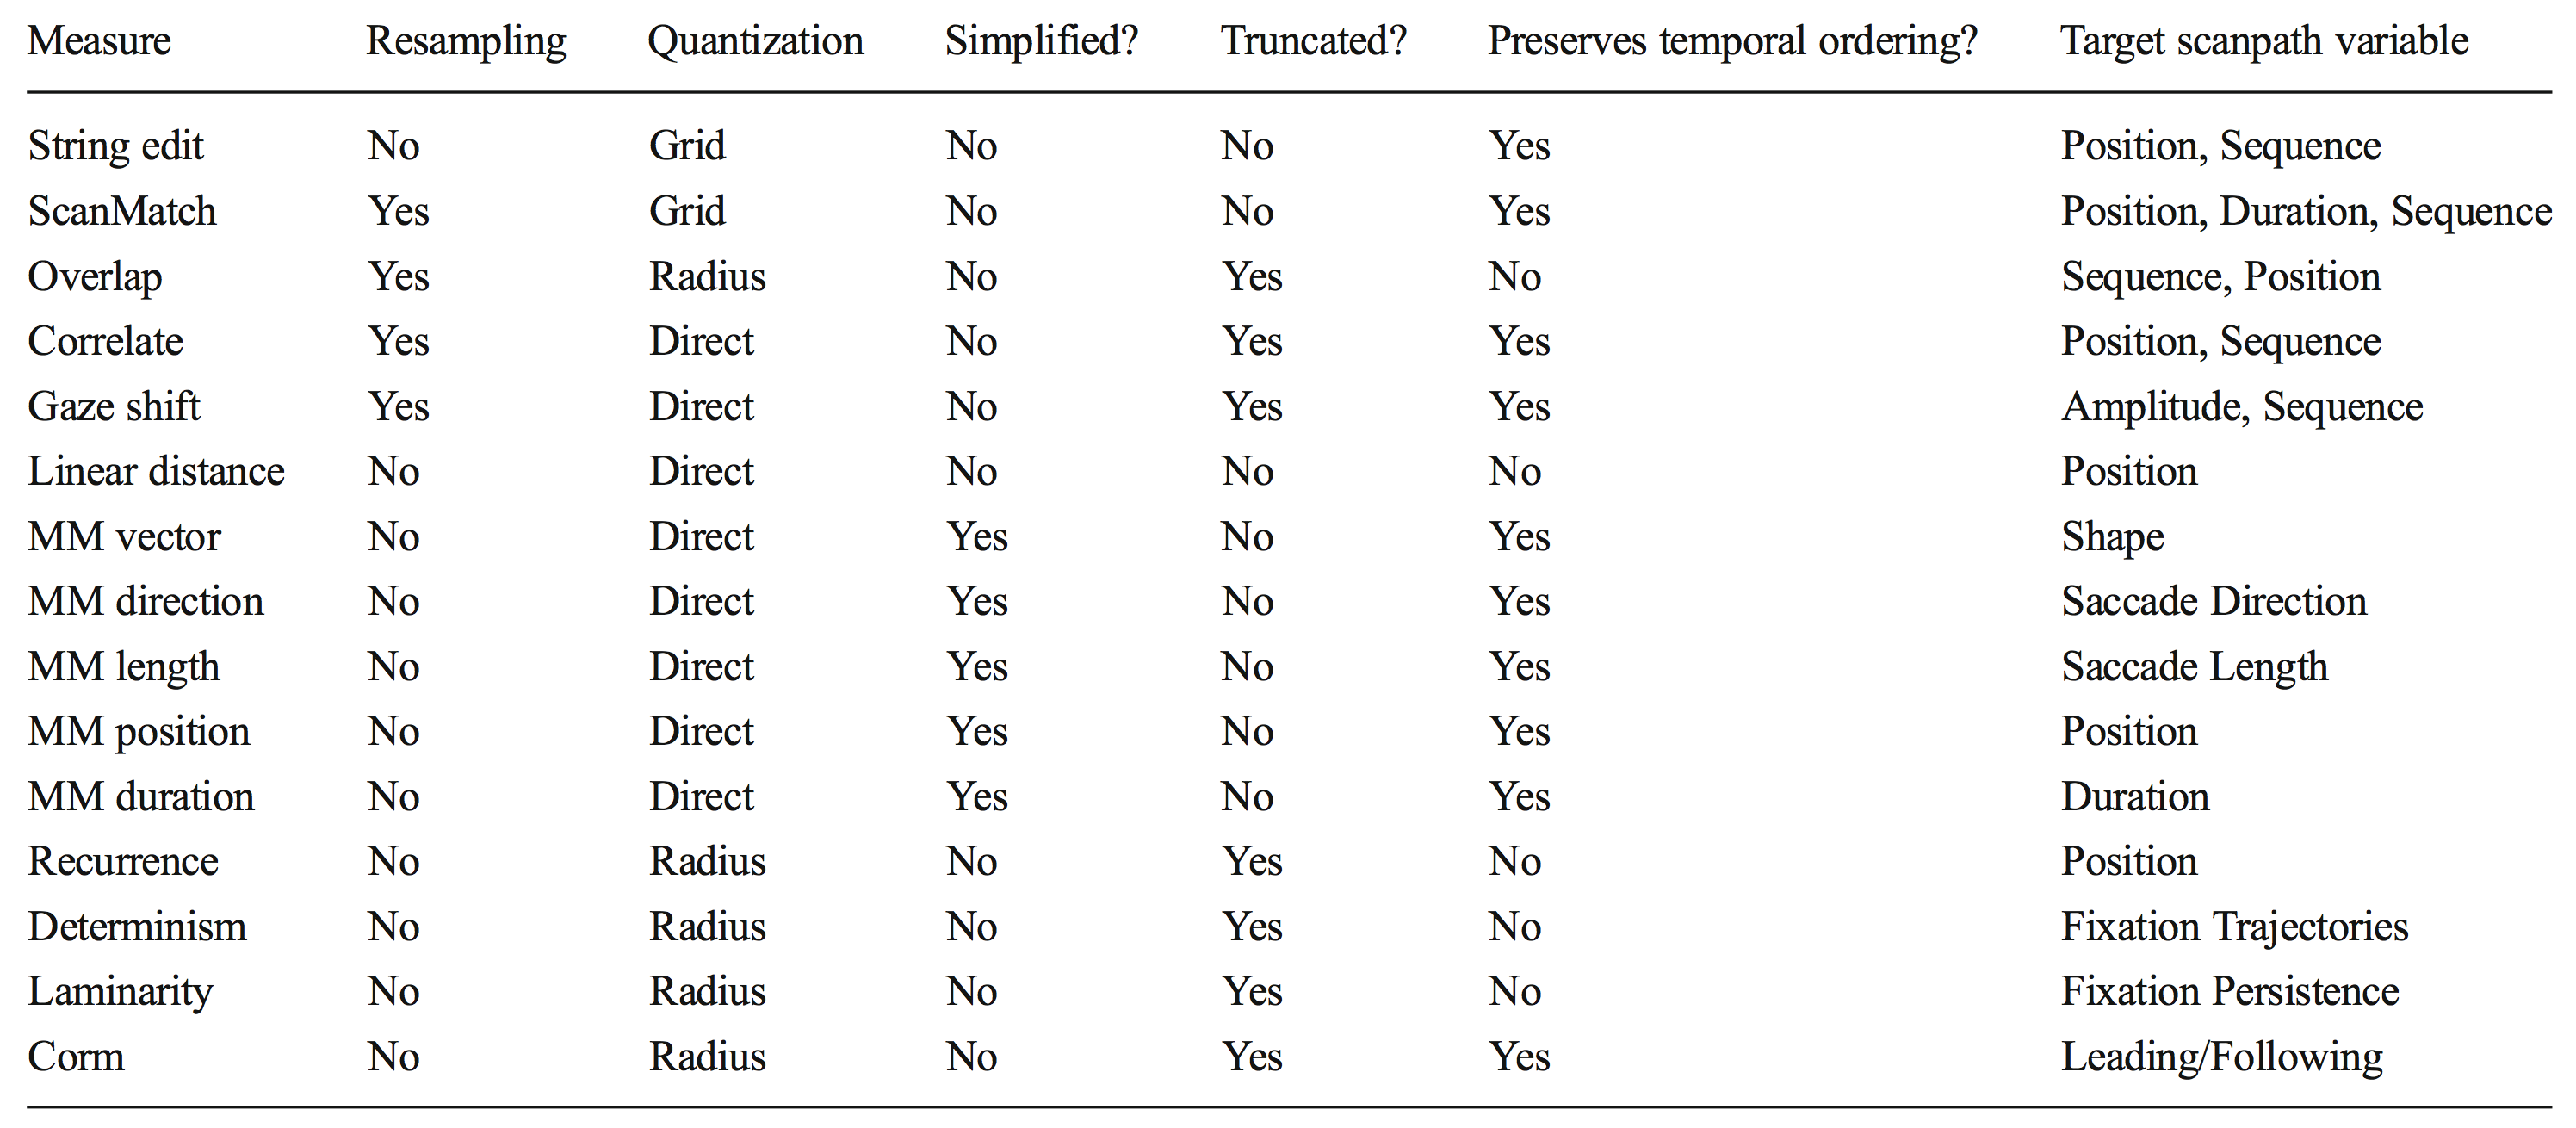 Measure Resampling Quantization Simplified? Truncated? Preserves temporal ordering? Target scanpath variable
String edit No Grid No No Yes Position, Sequence
ScanMatch Yes Grid No No Yes Position, Duration, Sequence
Overlap Yes Radius No Yes No Sequence, Position
Correlate Yes Direct No Yes Yes Position, Sequence
Gaze shift Yes Direct No Yes Yes Amplitude, Sequence
Linear distance No Direct No No No Position
MM vector No Direct Yes No Yes Shape
MM direction No Direct Yes No Yes Saccade Direction
MM length No Direct Yes No Yes Saccade Length
MM position No Direct Yes No Yes Position
MM duration No Direct Yes No Yes Duration
Recurrence No Radius No Yes No Position
Determinism No Radius No Yes No Fixation Trajectories
Laminarity No Radius No Yes No Fixation Persistence
Corm No Radius No Yes Yes Leading/Following